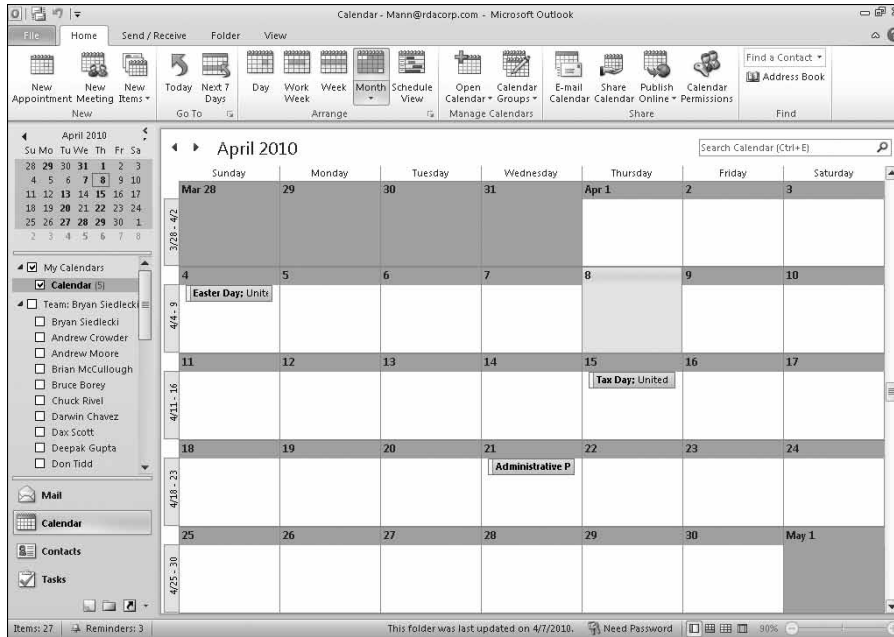 Calendar - Mann@rdacorp.com - Microsoft Outlook
File Home Send / Receive Folder View
New Appointment
New Meeting
New Items
New
Today
Next 7 Days
Go To
Day
Work Week
Week
Month
Schedule View
Arrange
Open Calendar
Calendar Groups
Manage Calendars
E-mail Calendar
Share Calendar
Publish Online
Calendar Permissions
Share
Find a Contact
Address Book
Find
April 2010
Su Mo Tu We Th Fr Sa
28 29 30 31 1 2 3
4 5 6 7 8 9 10
11 12 13 14 15 16 17
18 19 20 21 22 23 24
25 26 27 28 29 30 1
2 3 4 5 6 7 8
My Calendars
Calendar (5)
Team: Bryan Siedlecki
Bryan Siedlecki
Andrew Crowder
Andrew Moore
Brian McCullough
Bruce Borey
Chuck Rivel
Darwin Chavez
Dax Scott
Deepak Gupta
Don Tidd
Mail
Calendar
Contacts
Tasks
April 2010
Search Calendar (Ctrl+E)
Sunday Monday Tuesday Wednesday Thursday Friday Saturday
3/28 - 4/2
Mar 28 29 30 31 Apr 1 2 3
4/4 - 9
4 5 6 7 8 9 10
Easter Day; Unite
4/11 - 16
11 12 13 14 15 16 17
Tax Day; United
4/18 - 23
18 19 20 21 22 23 24
Administrative P
4/25 - 30
25 26 27 28 29 30 May 1
Items: 27 Reminders: 3 This folder was last updated on 4/7/2010. Need Password 90%